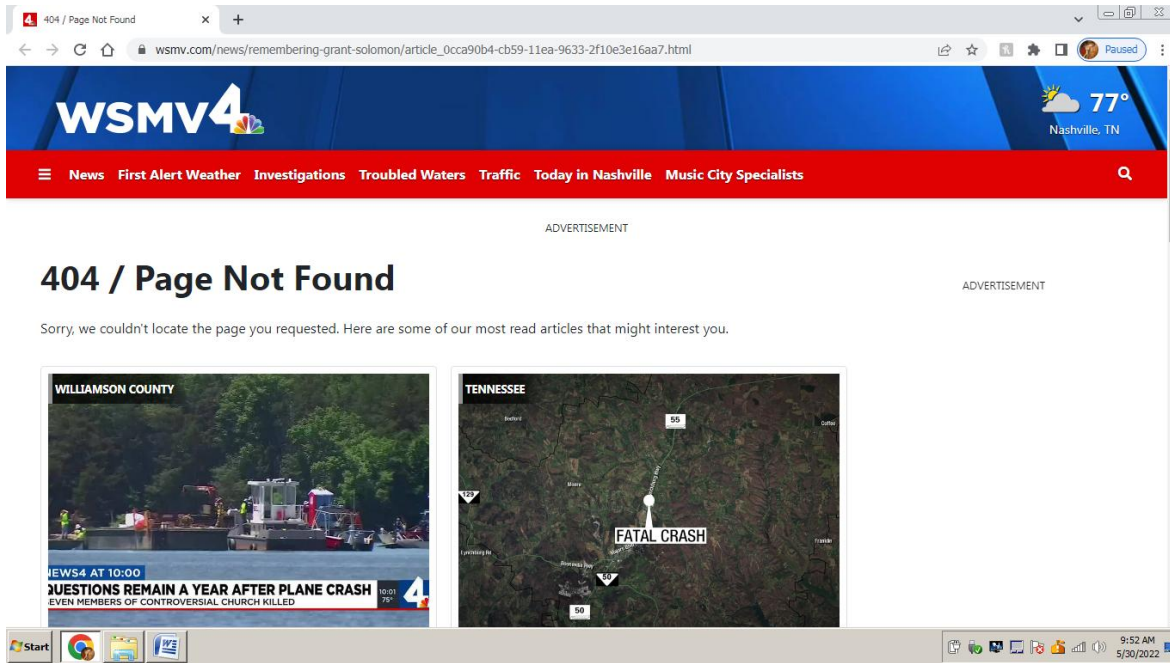 404 / Page Not Found
wsmv.com/news/remembering-grant-solomon/article_0cca90b4-cb59-11ea-9633-2f10e3e16aa7.html
Paused
WSMV4
77°
Nashville, TN
News First Alert Weather Investigations Troubled Waters Traffic Today in Nashville Music City Specialists
ADVERTISEMENT
404 / Page Not Found
ADVERTISEMENT
Sorry, we couldn't locate the page you requested. Here are some of our most read articles that might interest you.
WILLIAMSON COUNTY
NEWS4 AT 10:00
QUESTIONS REMAIN A YEAR AFTER PLANE CRASH
10:01
75°
4
SEVEN MEMBERS OF CONTROVERSIAL CHURCH KILLED
TENNESSEE
55
129
FATAL CRASH
50
50
Start
9:52 AM
5/30/2022